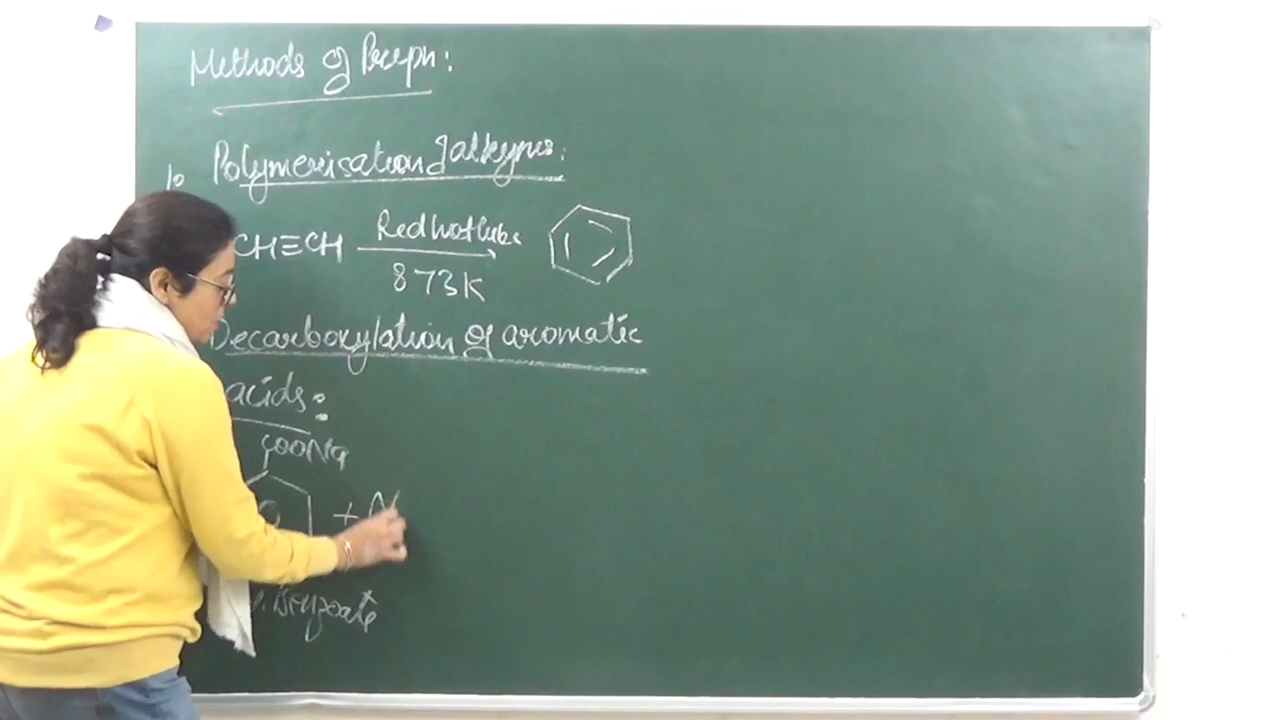 Methods of Prepn:
1. Polymerisation of alkynes:
CH≡CH Red hot tube
873K
Decarboxylation of aromatic
acids:
COONa
+ N
Benzoate